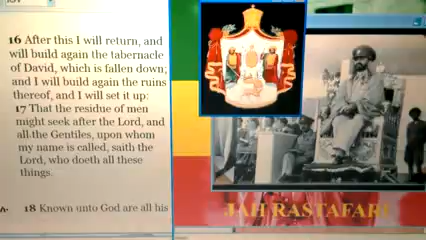 16 After this I will return, and
will build again the tabernacle
of David, which is fallen down;
and I will build again the ruins
thereof, and I will set it up:
17 That the residue of men
might seek after the Lord, and
all the Gentiles, upon whom
my name is called, saith the
Lord, who doeth all these
things.
18 Known unto God are all his
JAH RASTAFARI